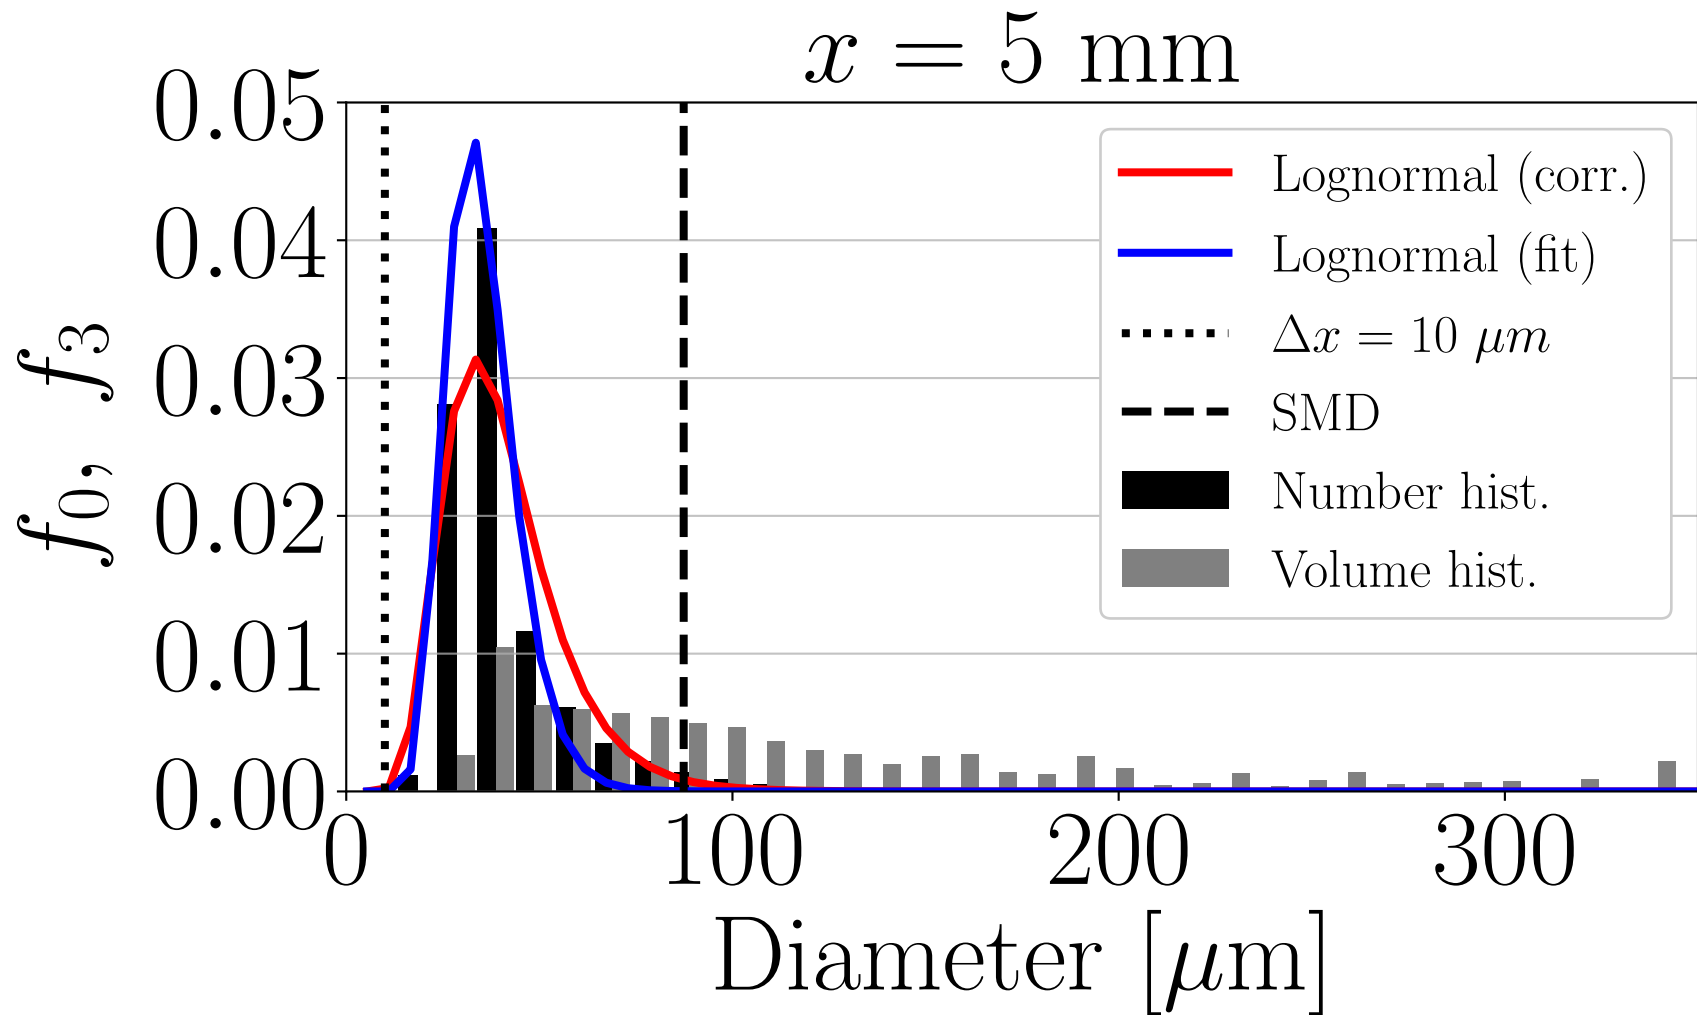 x = 5 mm
0.05
0.04
0.03
0.02
0.01
0.00
f0, f3
Lognormal (corr.)
Lognormal (fit)
Δx = 10 μm
SMD
Number hist.
Volume hist.
0 100 200 300
Diameter [μm]